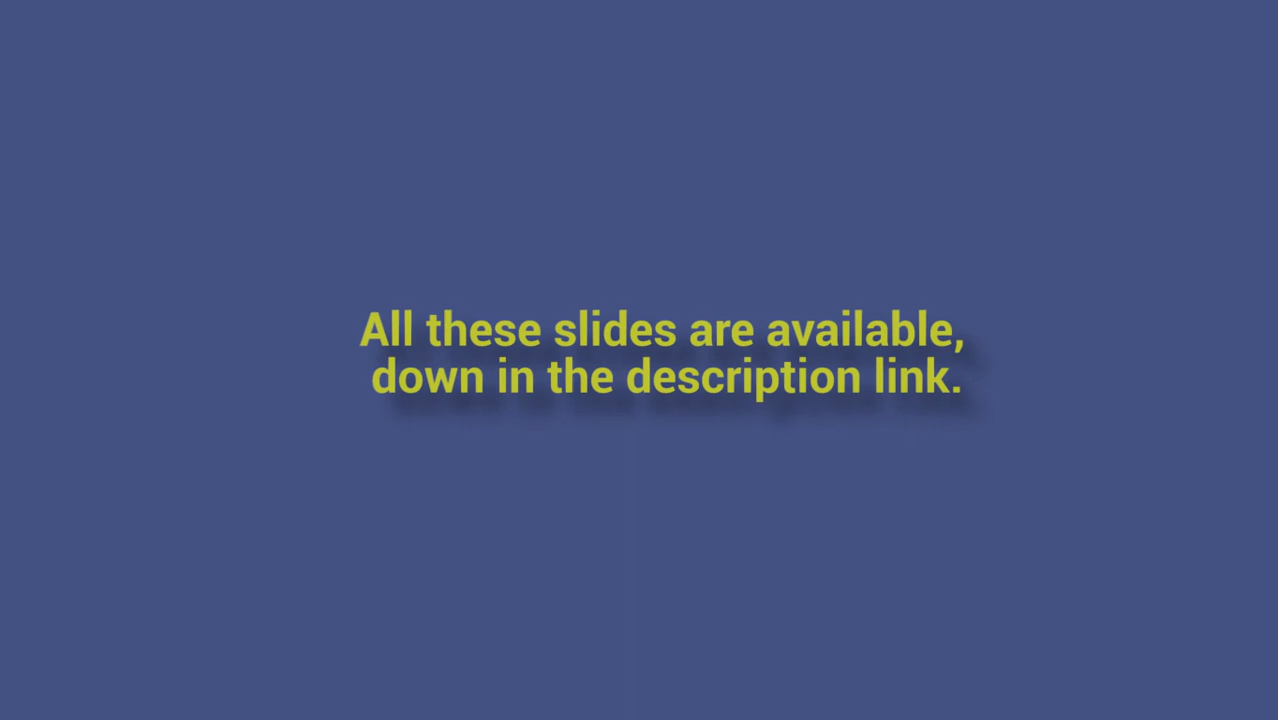 All these slides are available,
down in the description link.